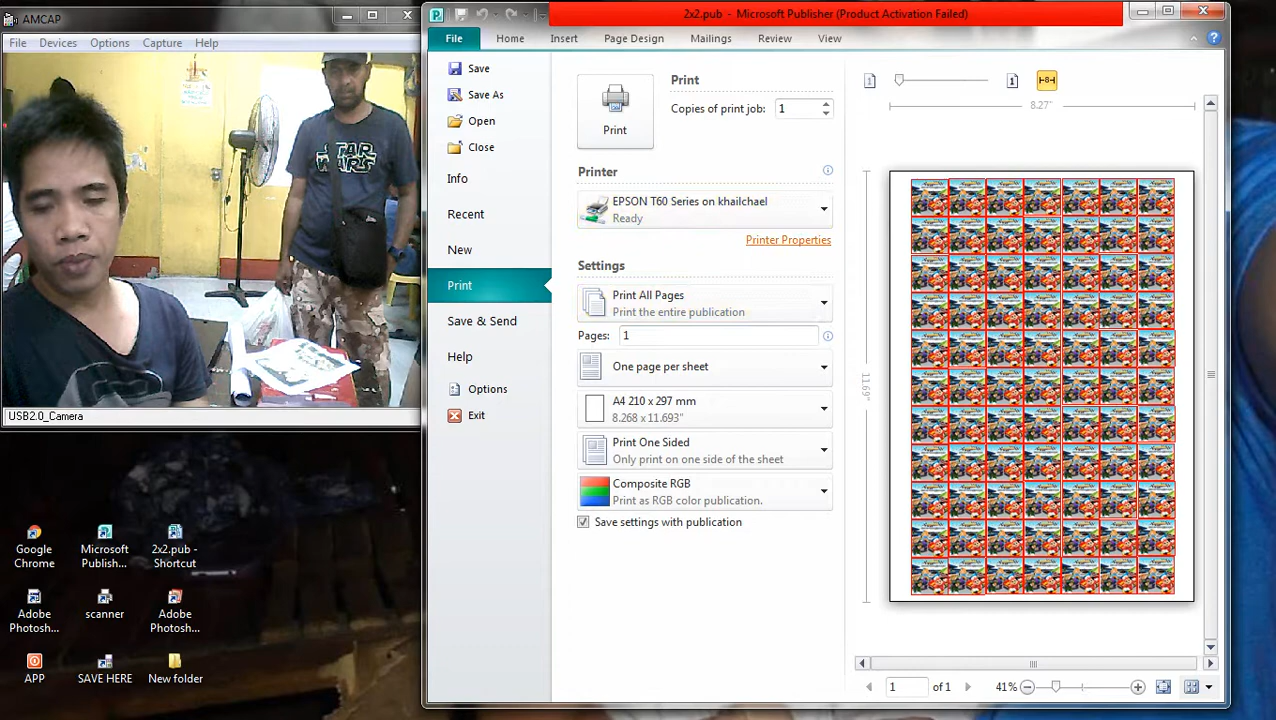 AMCAP
File Devices Options Capture Help
STAR
WARS
USB2.0_Camera
Google Chrome
Microsoft Publish...
2x2.pub - Shortcut
Adobe Photosh...
scanner
Adobe Photosh...
APP
SAVE HERE
New folder
2x2.pub - Microsoft Publisher (Product Activation Failed)
File Home Insert Page Design Mailings Review View
Save
Save As
Open
Close
Info
Recent
New
Print
Save & Send
Help
Options
Exit
Print
Print
Copies of print job: 1
Printer
EPSON T60 Series on khailchael
Ready
Printer Properties
Settings
Print All Pages
Print the entire publication
Pages: 1
One page per sheet
A4 210 x 297 mm
8.268 x 11.693"
Print One Sided
Only print on one side of the sheet
Composite RGB
Print as RGB color publication.
Save settings with publication
1 1
8.27"
11.69"
1 of 1 41%